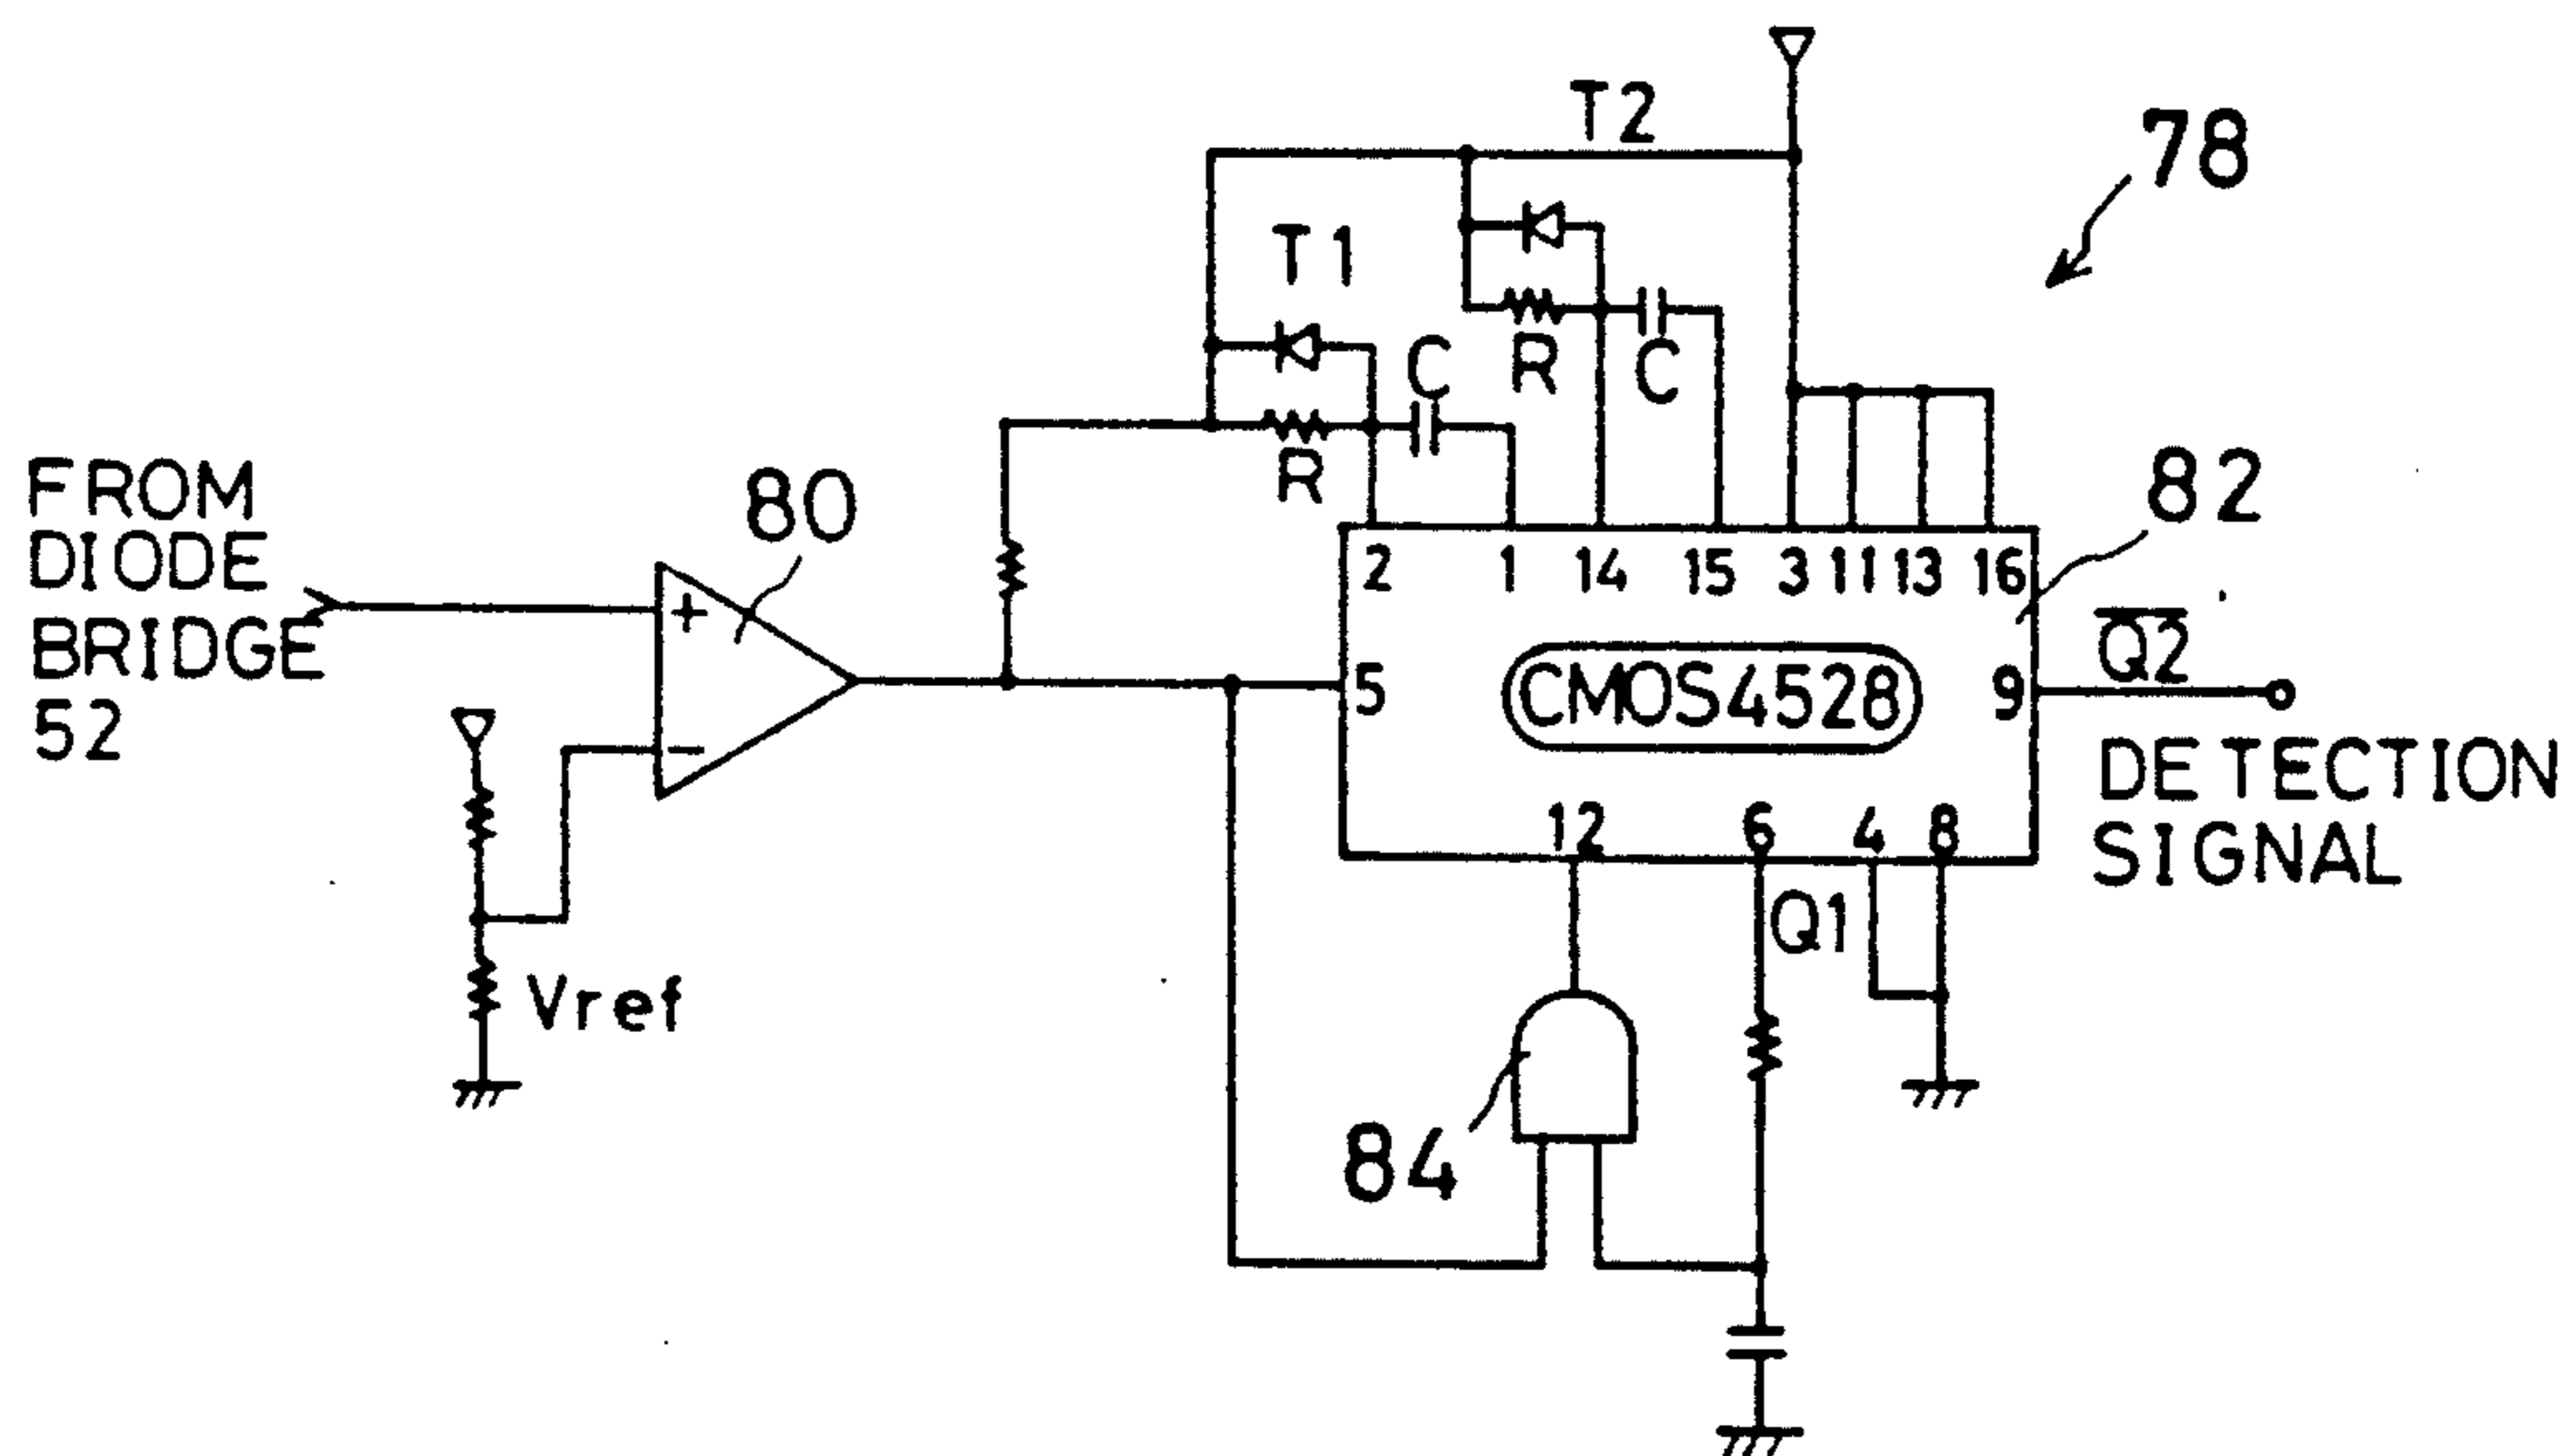 T2
78
T1
C
R
C
R
FROM
DIODE
BRIDGE
52
80
82
2 1 14 15 3 11 13 16
+
5
CMOS4528
9
Q̅2̅
−
DETECTION
SIGNAL
12 6 4 8
Q1
Vref
84